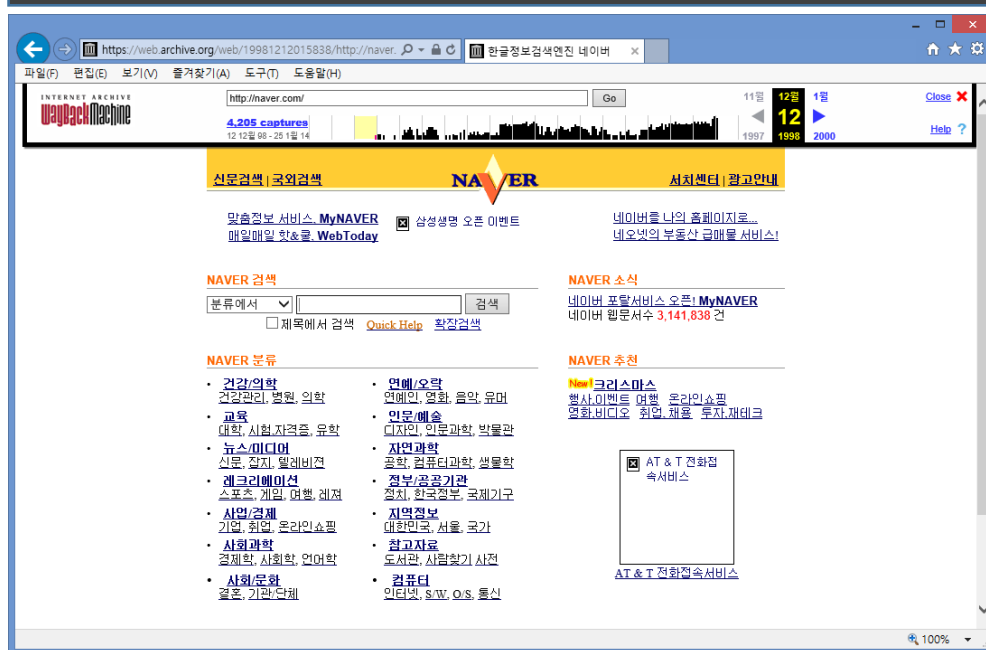 https://web.archive.org/web/19981212015838/http://naver.
한글정보검색엔진 네이버
파일(F) 편집(E) 보기(V) 즐겨찾기(A) 도구(T) 도움말(H)
INTERNET ARCHIVE
WayBackMachine
http://naver.com/
Go
4,205 captures
12 12월 98 - 25 1월 14
11월 12월 1월
12
1997 1998 2000
Close
Help ?
신문검색 | 국외검색
NAVER
서치센터 | 광고안내
맞춤정보 서비스, MyNAVER
매일매일 핫&쿨, WebToday
삼성생명 오픈 이벤트
네이버를 나의 홈페이지로...
네오넷의 부동산 급매물 서비스!
NAVER 검색
분류에서
검색
제목에서 검색 Quick Help 확장검색
NAVER 소식
네이버 포탈서비스 오픈! MyNAVER
네이버 웹문서수 3,141,838 건
NAVER 분류
• 건강/의학
건강관리, 병원, 의학
• 교육
대학, 시험.자격증, 유학
• 뉴스/미디어
신문, 잡지, 텔레비젼
• 레크리에이션
스포츠, 게임, 여행, 레져
• 사업/경제
기업, 취업, 온라인쇼핑
• 사회과학
경제학, 사회학, 언어학
• 사회/문화
결혼, 기관/단체
• 연예/오락
연예인, 영화, 음악, 유머
• 인문/예술
디자인, 인문과학, 박물관
• 자연과학
공학, 컴퓨터과학, 생물학
• 정부/공공기관
정치, 한국정부, 국제기구
• 지역정보
대한민국, 서울, 국가
• 참고자료
도서관, 사람찾기 사전
• 컴퓨터
인터넷, S/W, O/S, 통신
NAVER 추천
New! 크리스마스
행사.이벤트 여행 온라인쇼핑
영화.비디오 취업.채용 투자.재테크
AT & T 전화접
속서비스
AT & T 전화접속서비스
100%